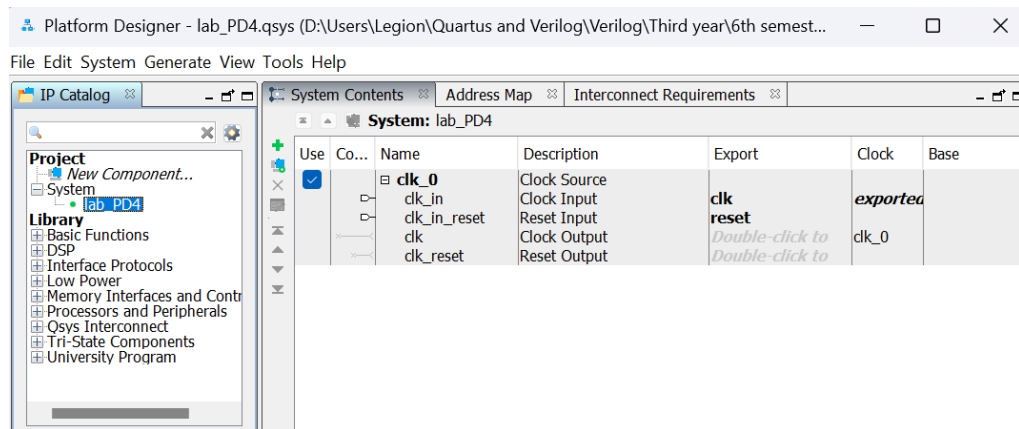 Platform Designer - lab_PD4.qsys (D:\Users\Legion\Quartus and Verilog\Verilog\Third year\6th semest...
File Edit System Generate View Tools Help
IP Catalog
Project
New Component...
System
lab_PD4
Library
Basic Functions
DSP
Interface Protocols
Low Power
Memory Interfaces and Contr
Processors and Peripherals
Qsys Interconnect
Tri-State Components
University Program
System Contents Address Map Interconnect Requirements
System: lab_PD4
Use Co... Name Description Export Clock Base
clk_0 Clock Source
clk_in Clock Input clk exported
clk_in_reset Reset Input reset
clk Clock Output Double-click to clk_0
clk_reset Reset Output Double-click to